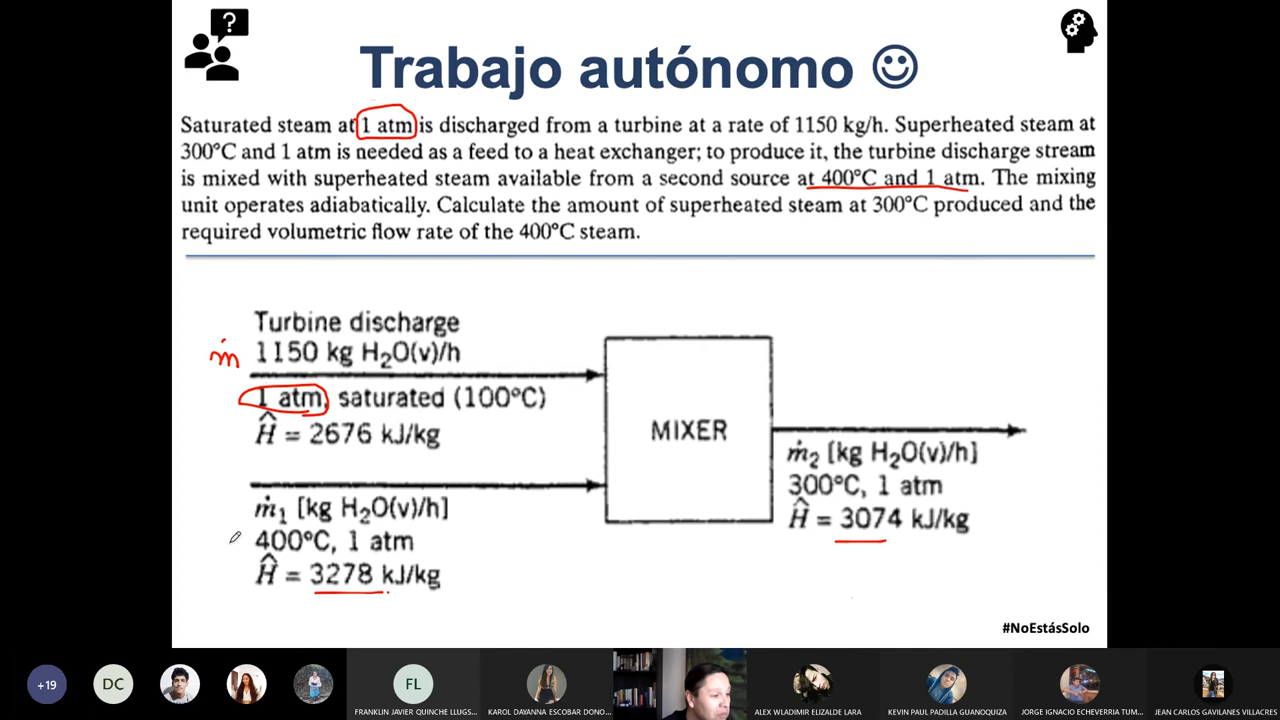 ?
Trabajo autónomo ☺
Saturated steam at 1 atm is discharged from a turbine at a rate of 1150 kg/h. Superheated steam at
300°C and 1 atm is needed as a feed to a heat exchanger; to produce it, the turbine discharge stream
is mixed with superheated steam available from a second source at 400°C and 1 atm. The mixing
unit operates adiabatically. Calculate the amount of superheated steam at 300°C produced and the
required volumetric flow rate of the 400°C steam.
Turbine discharge
ṁ 1150 kg H₂O(v)/h
1 atm, saturated (100°C)
Ĥ = 2676 kJ/kg
MIXER
ṁ₁ [kg H₂O(v)/h]
400°C, 1 atm
Ĥ = 3278 kJ/kg
ṁ₂ [kg H₂O(v)/h]
300°C, 1 atm
Ĥ = 3074 kJ/kg
#NoEstásSolo
+19
DC
FL
FRANKLIN JAVIER QUINCHE LLUGS...
KAROL DAYANNA ESCOBAR DONO...
ALEX WLADIMIR ELIZALDE LARA
KEVIN PAUL PADILLA GUANOQUIZA
JORGE IGNACIO ECHEVERRIA TUM...
JEAN CARLOS GAVILANES VILLACRES